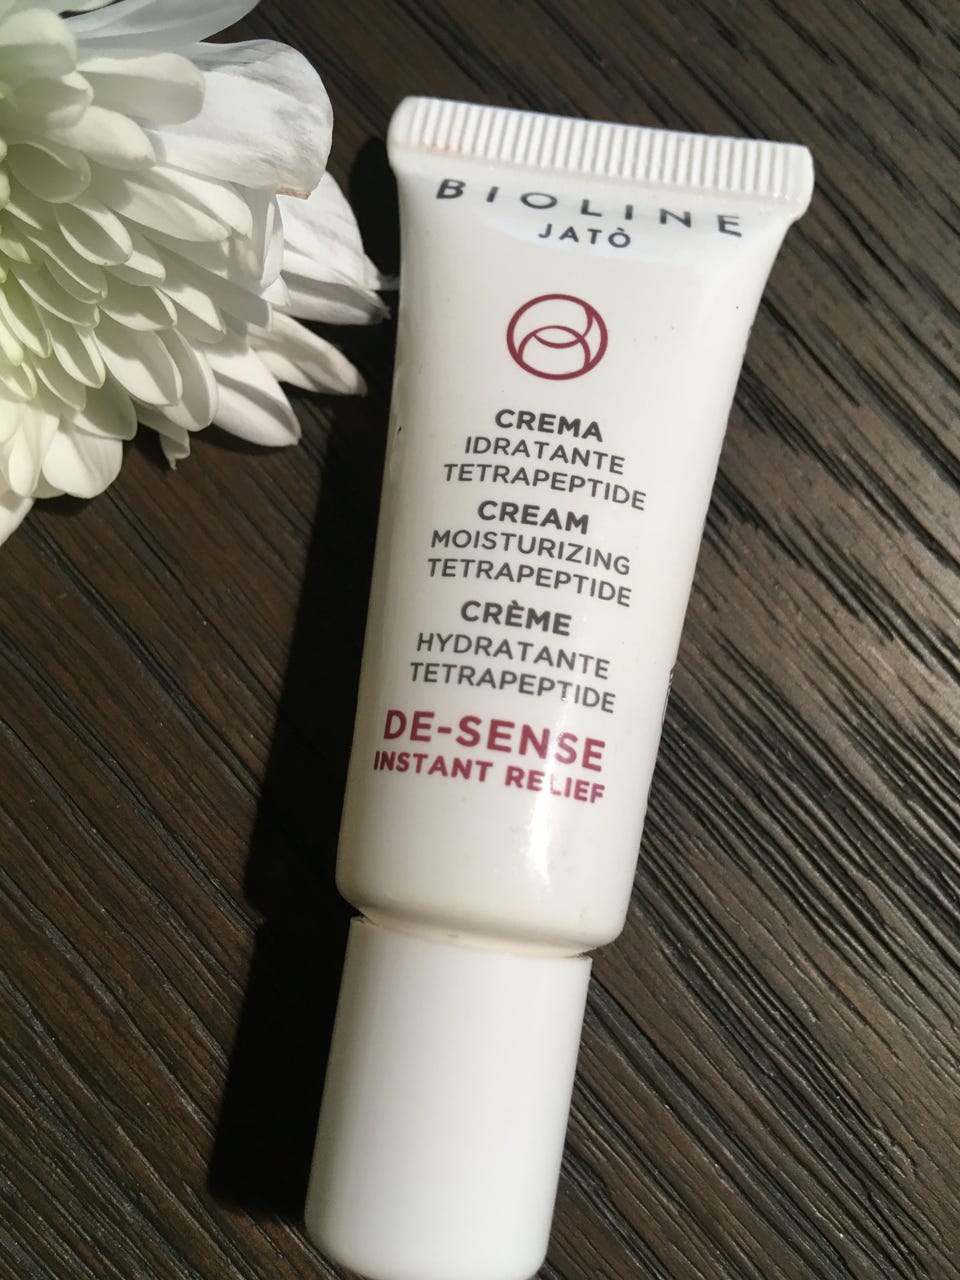 BIOLINE
JATÒ
CREMA
IDRATANTE
TETRAPEPTIDE
CREAM
MOISTURIZING
TETRAPEPTIDE
CRÈME
HYDRATANTE
TETRAPEPTIDE
DE-SENSE
INSTANT RELIEF